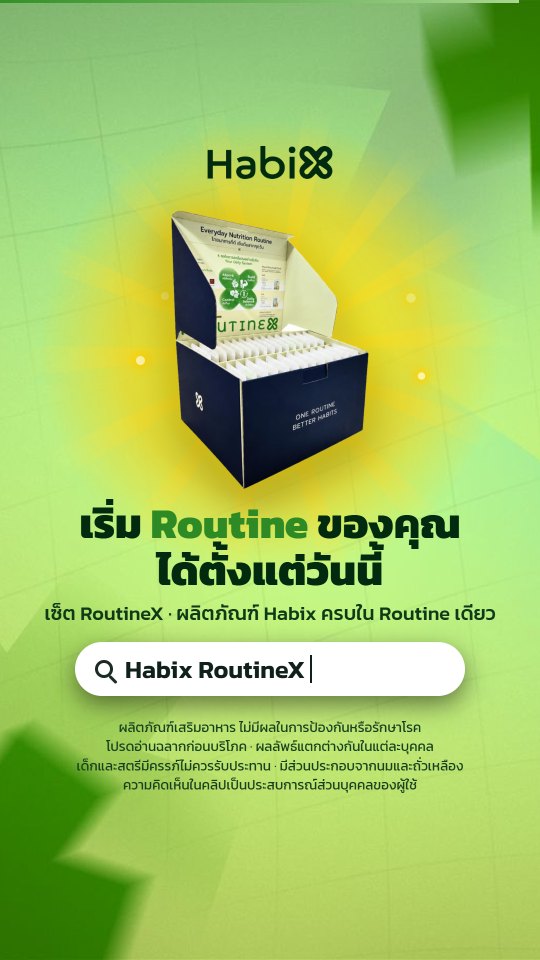 HabiX
Everyday Nutrition Routine
UTINEX
ONE ROUTINE
BETTER HABITS
เริ่ม Routine ของคุณ
ได้ตั้งแต่วันนี้
เซ็ต RoutineX · ผลิตภัณฑ์ Habix ครบใน Routine เดียว
Habix RoutineX
ผลิตภัณฑ์เสริมอาหาร ไม่มีผลในการป้องกันหรือรักษาโรค
โปรดอ่านฉลากก่อนบริโภค · ผลลัพธ์แตกต่างกันในแต่ละบุคคล
เด็กและสตรีมีครรภ์ไม่ควรรับประทาน · มีส่วนประกอบจากนมและถั่วเหลือง
ความคิดเห็นในคลิปเป็นประสบการณ์ส่วนบุคคลของผู้ใช้